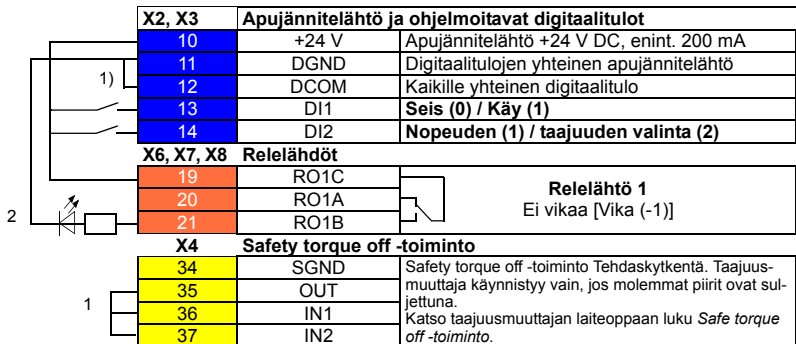 X2, X3 Apujännitelähtö ja ohjelmoitavat digitaalitulot
10 +24 V Apujännitelähtö +24 V DC, enint. 200 mA
11 DGND Digitaalitulojen yhteinen apujännitelähtö
1) 12 DCOM Kaikille yhteinen digitaalitulo
13 DI1 Seis (0) / Käy (1)
14 DI2 Nopeuden (1) / taajuuden valinta (2)
X6, X7, X8 Relelähdöt
19 RO1C
20 RO1A
2 21 RO1B
Relelähtö 1
Ei vikaa [Vika (-1)]
X4 Safety torque off -toiminto
34 SGND
35 OUT
1 36 IN1
37 IN2
Safety torque off -toiminto Tehdaskytkentä. Taajuus-
muuttaja käynnistyy vain, jos molemmat piirit ovat sul-
jettuna.
Katso taajuusmuuttajan laiteoppaan luku Safe torque
off -toiminto.